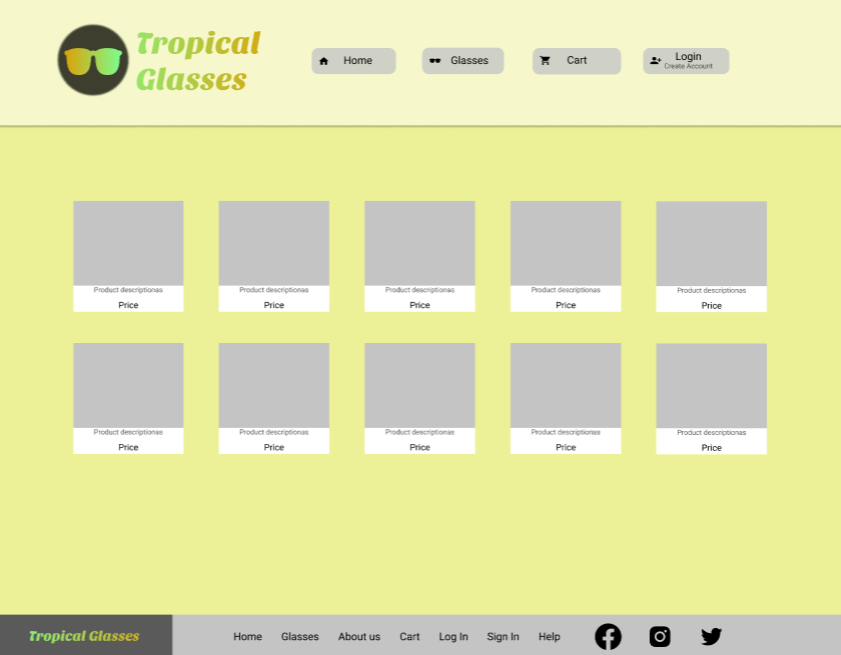 Tropical
Glasses
Home
Glasses
Cart
Login
Create Account
Product descriptionas
Product descriptionas
Product descriptionas
Product descriptionas
Product descriptionas
Price
Price
Price
Price
Price
Product descriptionas
Product descriptionas
Product descriptionas
Product descriptionas
Product descriptionas
Price
Price
Price
Price
Price
Tropical Glasses
Home Glasses About us Cart Log In Sign In Help